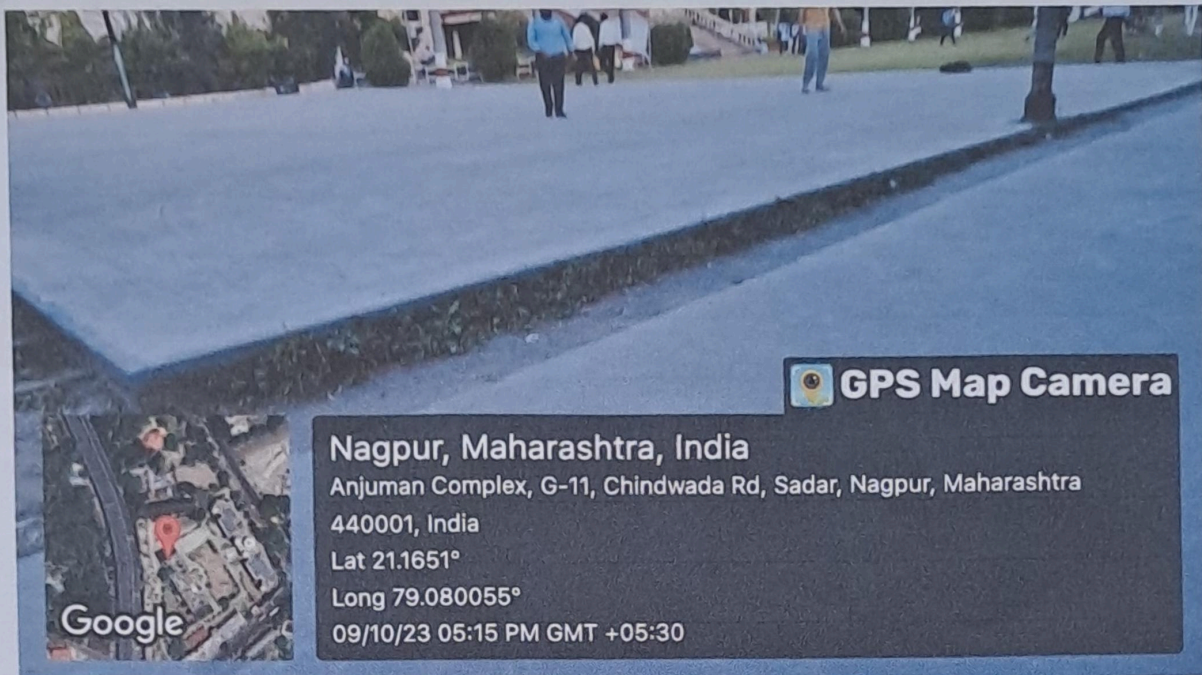 GPS Map Camera
Nagpur, Maharashtra, India
Anjuman Complex, G-11, Chindwada Rd, Sadar, Nagpur, Maharashtra
440001, India
Lat 21.1651°
Long 79.080055°
09/10/23 05:15 PM GMT +05:30
Google